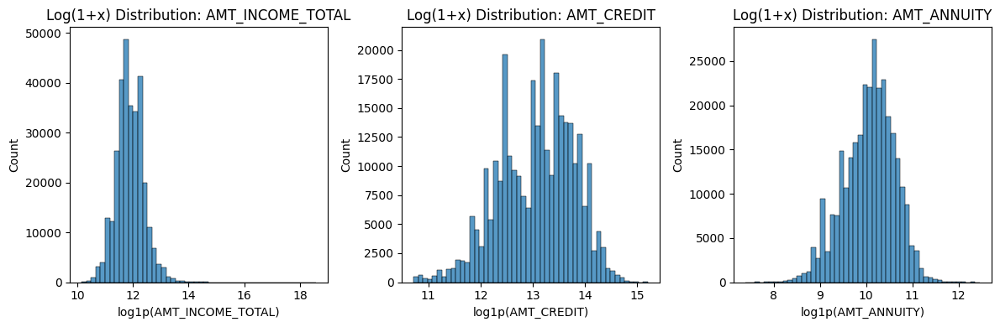 Log(1+x) Distribution: AMT_INCOME_TOTAL
50000
40000
30000
20000
10000
0
Count
10 12 14 16 18
log1p(AMT_INCOME_TOTAL)
Log(1+x) Distribution: AMT_CREDIT
20000
17500
15000
12500
10000
7500
5000
2500
0
Count
11 12 13 14 15
log1p(AMT_CREDIT)
Log(1+x) Distribution: AMT_ANNUITY
25000
20000
15000
10000
5000
0
Count
8 9 10 11 12
log1p(AMT_ANNUITY)